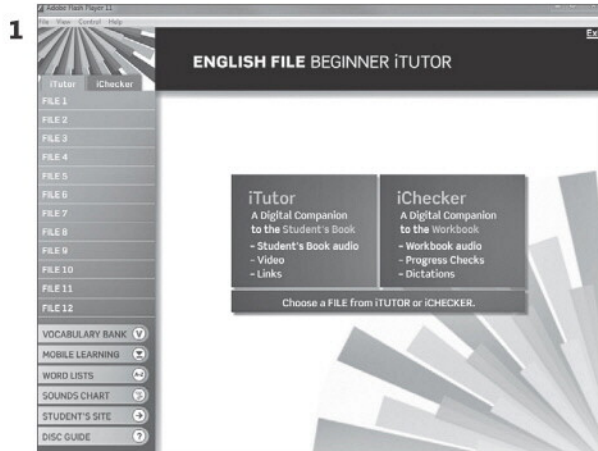 1
Adobe Flash Player 11
File View Control Help
Ex
ENGLISH FILE BEGINNER iTUTOR
iTutor iChecker
FILE 1
FILE 2
FILE 3
FILE 4
FILE 5
FILE 6
FILE 7
FILE 8
FILE 9
FILE 10
FILE 11
FILE 12
VOCABULARY BANK V
MOBILE LEARNING
WORD LISTS A-Z
SOUNDS CHART
STUDENT'S SITE
DISC GUIDE ?
iTutor
A Digital Companion
to the Student's Book
- Student's Book audio
- Video
- Links
iChecker
A Digital Companion
to the Workbook
- Workbook audio
- Progress Checks
- Dictations
Choose a FILE from iTUTOR or iCHECKER.